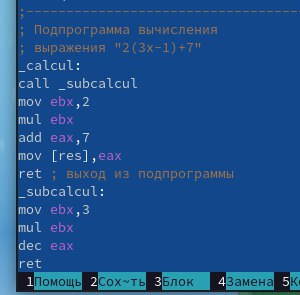 ;----------------------------------
; Подпрограмма вычисления
; выражения "2(3x-1)+7"
_calcul:
call _subcalcul
mov ebx,2
mul ebx
add eax,7
mov [res],eax
ret ; выход из подпрограммы
_subcalcul:
mov ebx,3
mul ebx
dec eax
ret
1Помощь 2Сох~ть 3Блок 4Замена 5